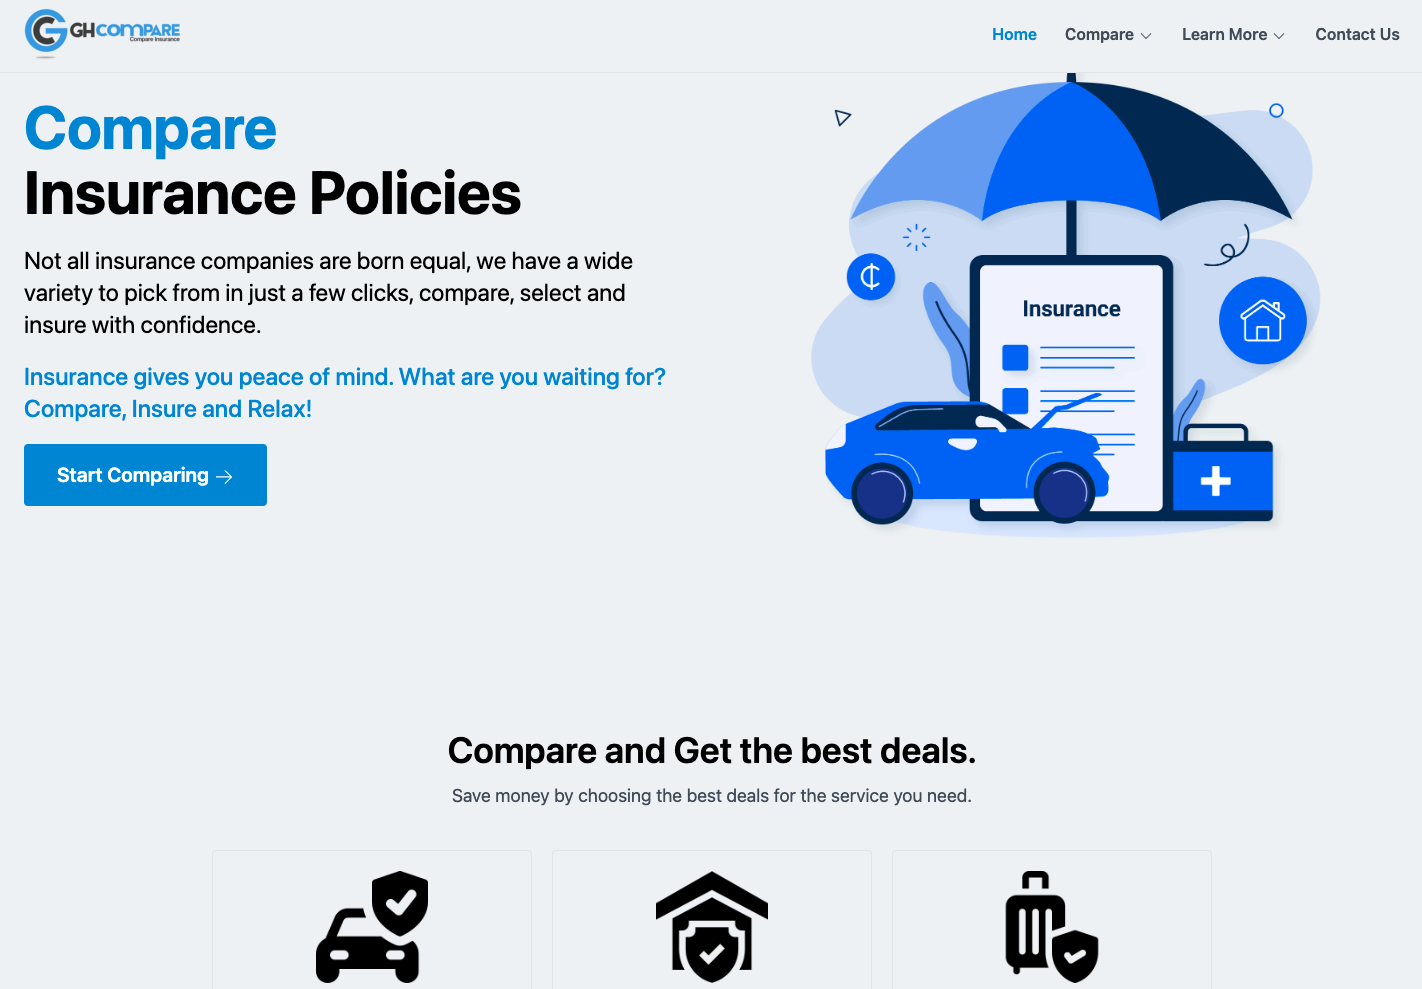 GHCOMPARE
Compare Insurance
Home
Compare
Learn More
Contact Us
Compare
Insurance Policies
Not all insurance companies are born equal, we have a wide
variety to pick from in just a few clicks, compare, select and
insure with confidence.
Insurance gives you peace of mind. What are you waiting for?
Compare, Insure and Relax!
Start Comparing →
₵
Insurance
Compare and Get the best deals.
Save money by choosing the best deals for the service you need.